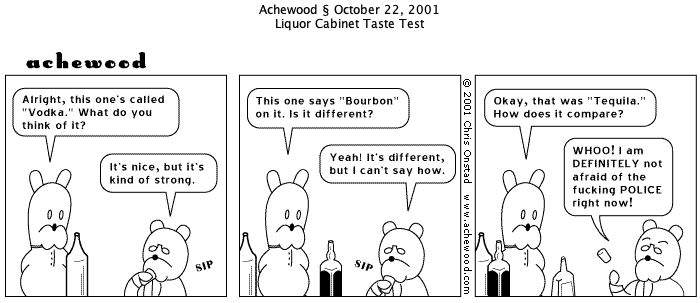 Achewood § October 22, 2001
Liquor Cabinet Taste Test
achewood
Alright, this one's called
"Vodka." What do you
think of it?
It's nice, but it's
kind of strong.
SIP
This one says "Bourbon"
on it. Is it different?
Yeah! It's different,
but I can't say how.
SIP
© 2001 Chris Onstad www.achewood.com
Okay, that was "Tequila."
How does it compare?
WHOO! I am
DEFINITELY not
afraid of the
fucking POLICE
right now!